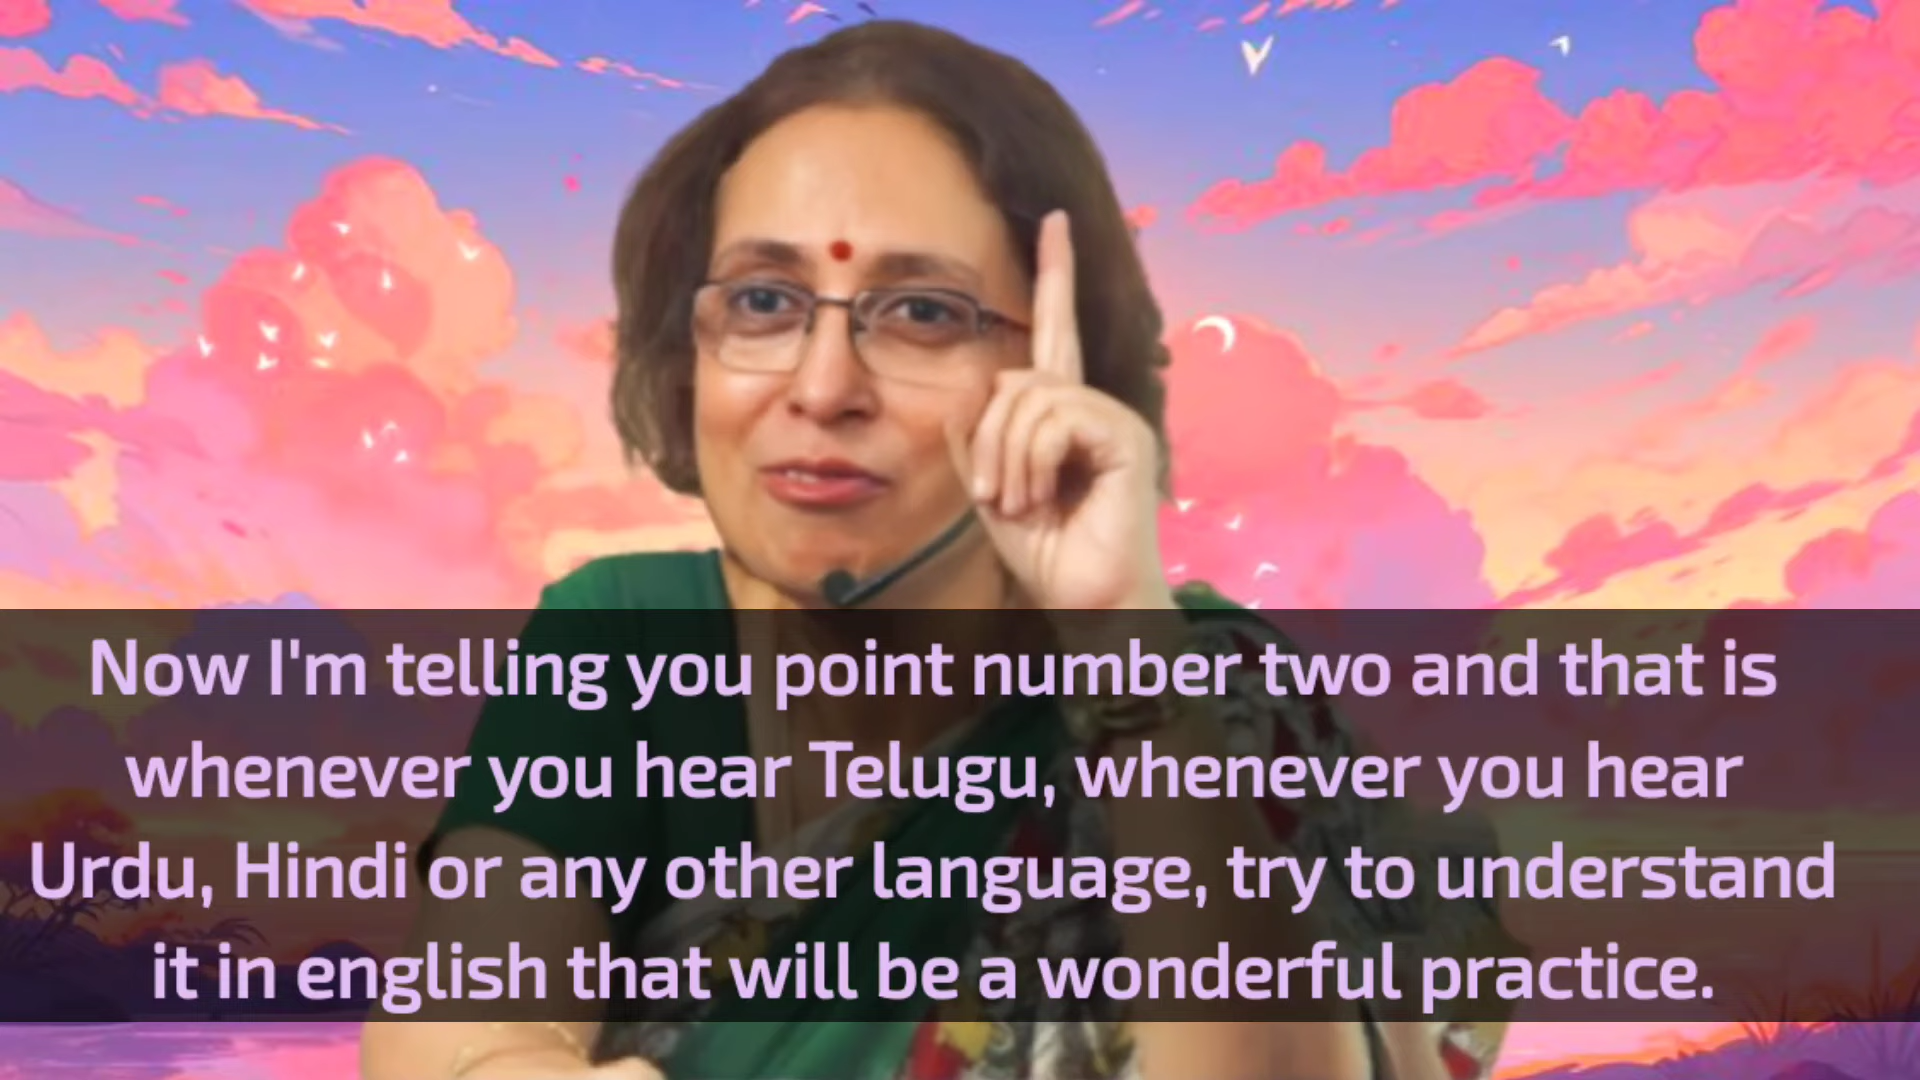 Now I'm telling you point number two and that is
whenever you hear Telugu, whenever you hear
Urdu, Hindi or any other language, try to understand
it in english that will be a wonderful practice.